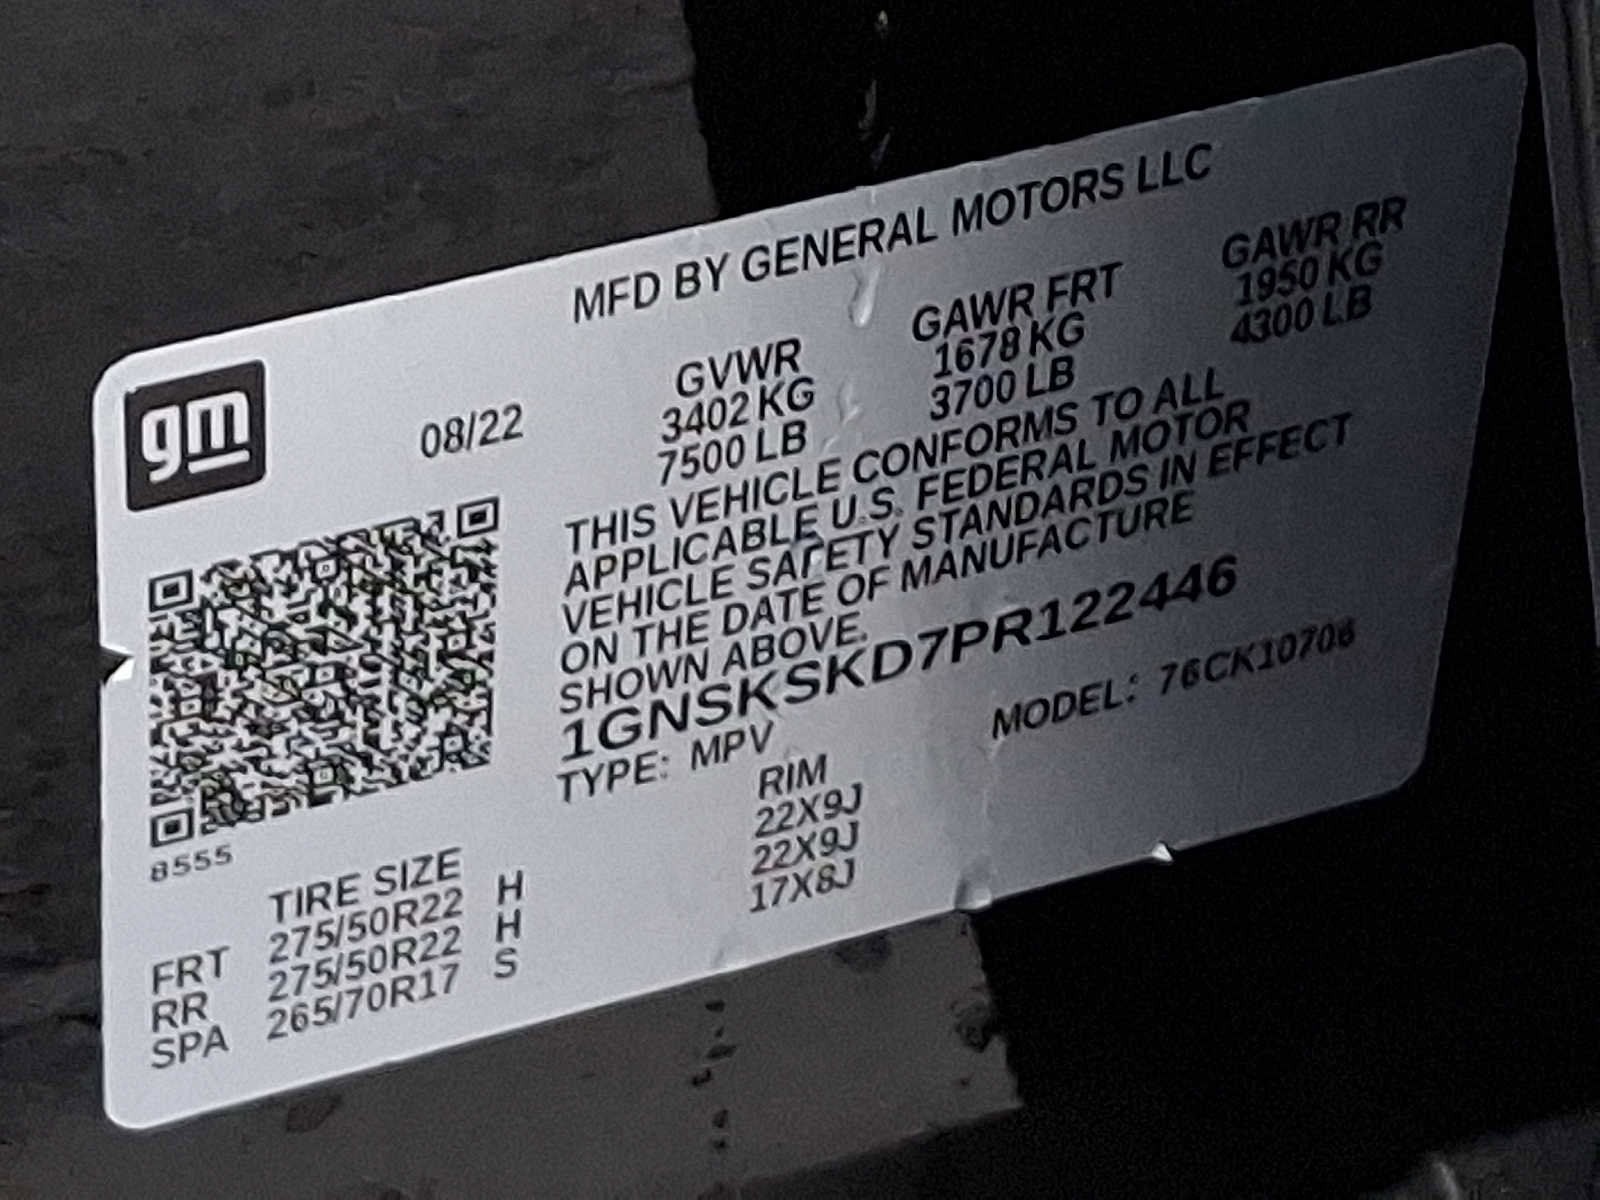 MFD BY GENERAL MOTORS LLC
gm
08/22
GVWR GAWR FRT GAWR RR
3402 KG 1678 KG 1950 KG
7500 LB 3700 LB 4300 LB
THIS VEHICLE CONFORMS TO ALL
APPLICABLE U.S. FEDERAL MOTOR
VEHICLE SAFETY STANDARDS IN EFFECT
ON THE DATE OF MANUFACTURE
SHOWN ABOVE.
1GNSKSKD7PR122446
TYPE: MPV MODEL: 76CK10706
8555
TIRE SIZE RIM
FRT 275/50R22 H 22X9J
RR 275/50R22 H 22X9J
SPA 265/70R17 S 17X8J